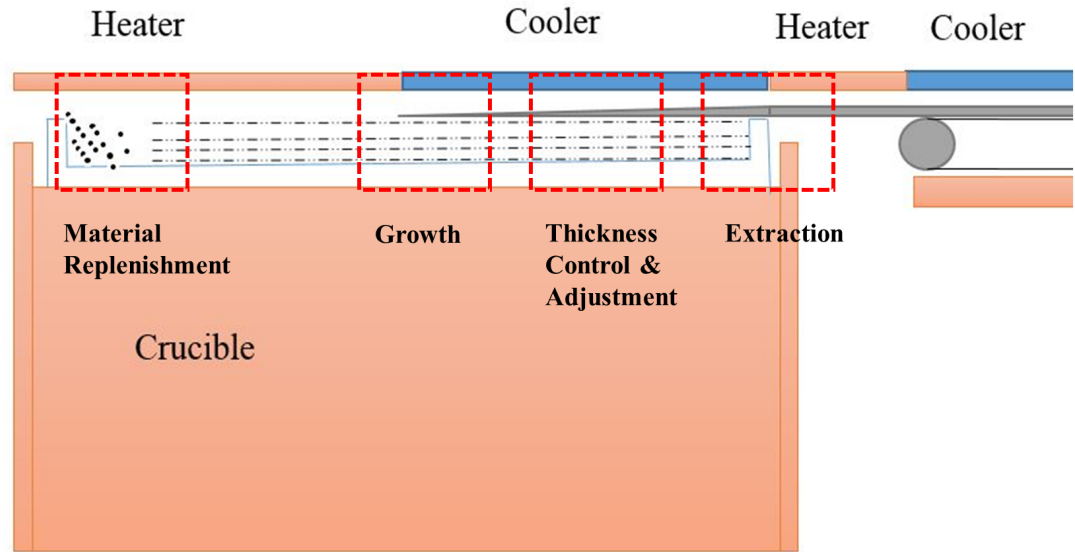 Heater
Cooler
Heater
Cooler
Material
Replenishment
Growth
Thickness
Control &
Adjustment
Extraction
Crucible